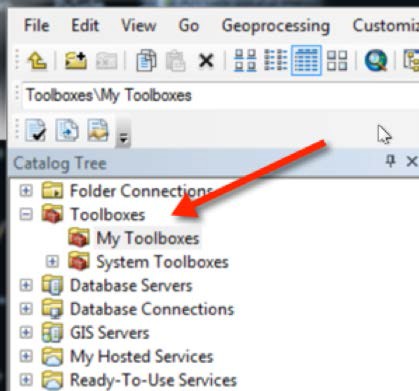 File Edit View Go Geoprocessing
Toolboxes\My Toolboxes
Catalog Tree
Folder Connections
Toolboxes
My Toolboxes
System Toolboxes
Database Servers
Database Connections
GIS Servers
My Hosted Services
Ready-To-Use Services